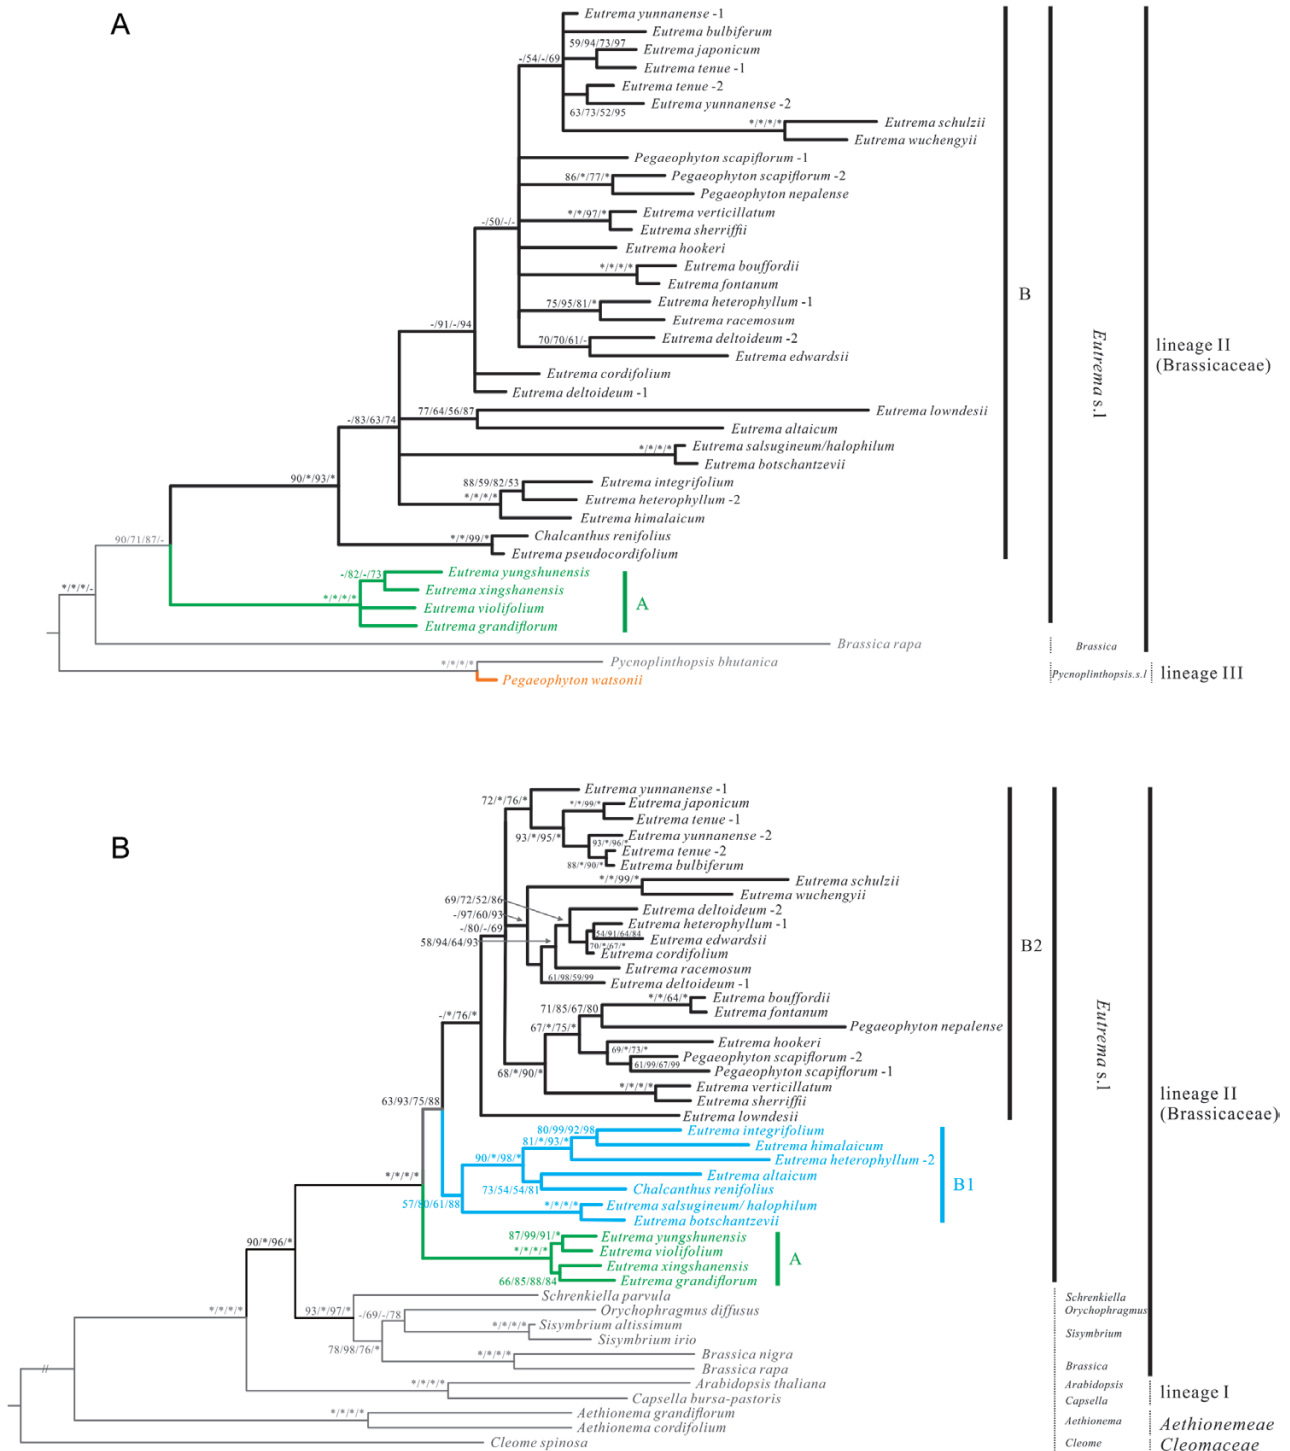 A
Eutrema yunnanense -1
Eutrema bulbiferum
59/94/73/97
Eutrema japonicum
-/54/-/69
Eutrema tenue -1
Eutrema tenue -2
Eutrema yunnanense -2
63/73/52/95
*/*/*/*
Eutrema schulzii
Eutrema wuchengyii
Pegaeophyton scapiflorum -1
86/*/77/*
Pegaeophyton scapiflorum -2
Pegaeophyton nepalense
*/*/97/*
Eutrema verticillatum
Eutrema sherriffii
-/50/-/-
Eutrema hookeri
*/*/*/*
Eutrema bouffordii
Eutrema fontanum
B
75/95/81/*
Eutrema heterophyllum -1
Eutrema racemosum
-/91/-/94
70/70/61/-
Eutrema deltoideum -2
Eutrema edwardsii
Eutrema s.l
lineage II
(Brassicaceae)
Eutrema cordifolium
Eutrema deltoideum -1
77/64/56/87
Eutrema lowndesii
-/83/63/74
Eutrema altaicum
*/*/*/*
Eutrema salsugineum/halophilum
Eutrema botschantzevii
90/*/93/*
88/59/82/53
Eutrema integrifolium
*/*/*/*
Eutrema heterophyllum -2
Eutrema himalaicum
*/*/99/*
Chalcanthus renifolius
90/71/87/-
Eutrema pseudocordifolium
-/82/-/73
Eutrema yungshunensis
*/*/*/-
Eutrema xingshanensis
*/*/*/*
Eutrema violifolium
A
Eutrema grandiflorum
Brassica rapa
Brassica
*/*/*/*
Pycnoplinthopsis bhutanica
Pycnoplinthopsis.s.l
lineage III
Pegaeophyton watsonii
B
Eutrema yunnanense -1
72/*/76/*
*/*/99/*
Eutrema japonicum
Eutrema tenue -1
93/*/95/*
Eutrema yunnanense -2
93/*/96/*
Eutrema tenue -2
88/*/90/*
Eutrema bulbiferum
*/*/99/*
Eutrema schulzii
Eutrema wuchengyii
69/72/52/86
-/97/60/93
Eutrema deltoideum -2
-/80/-/69
Eutrema heterophyllum -1
54/91/64/84
58/94/64/93
Eutrema edwardsii
70/*/67/*
Eutrema cordifolium
B2
Eutrema racemosum
61/98/59/99
Eutrema deltoideum -1
*/*/64/*
Eutrema bouffordii
71/85/67/80
Eutrema fontanum
-/*/76/*
67/*/75/*
Pegaeophyton nepalense
Eutrema hookeri
69/*/73/*
Pegaeophyton scapiflorum -2
61/99/67/99
Pegaeophyton scapiflorum -1
68/*/90/*
*/*/*/*
Eutrema verticillatum
Eutrema sherriffii
Eutrema s.l
lineage II
(Brassicaceae)
63/93/75/88
Eutrema lowndesii
80/99/92/98
Eutrema integrifolium
81/*/93/*
Eutrema himalaicum
90/*/98/*
Eutrema heterophyllum -2
Eutrema altaicum
73/54/54/81
Chalcanthus renifolius
B1
*/*/*/*
57/80/61/88
*/*/*/*
Eutrema salsugineum/ halophilum
Eutrema botschantzevii
87/99/91/*
Eutrema yungshunensis
90/*/96/*
*/*/*/*
Eutrema violifolium
A
Eutrema xingshanensis
66/85/88/84
Eutrema grandiflorum
Schrenkiella parvula
Schrenkiella
*/*/*/*
93/*/97/*
-/69/-/78
Orychophragmus diffusus
Orychophragmus
*/*/*/*
Sisymbrium altissimum
Sisymbrium
Sisymbrium irio
78/98/76/*
*/*/*/*
Brassica nigra
Brassica rapa
Brassica
*/*/*/*
Arabidopsis thaliana
Arabidopsis
lineage I
Capsella bursa-pastoris
Capsella
*/*/*/*
Aethionema grandiflorum
Aethionema
Aethionemeae
Aethionema cordifolium
Cleome spinosa
Cleome
Cleomaceae